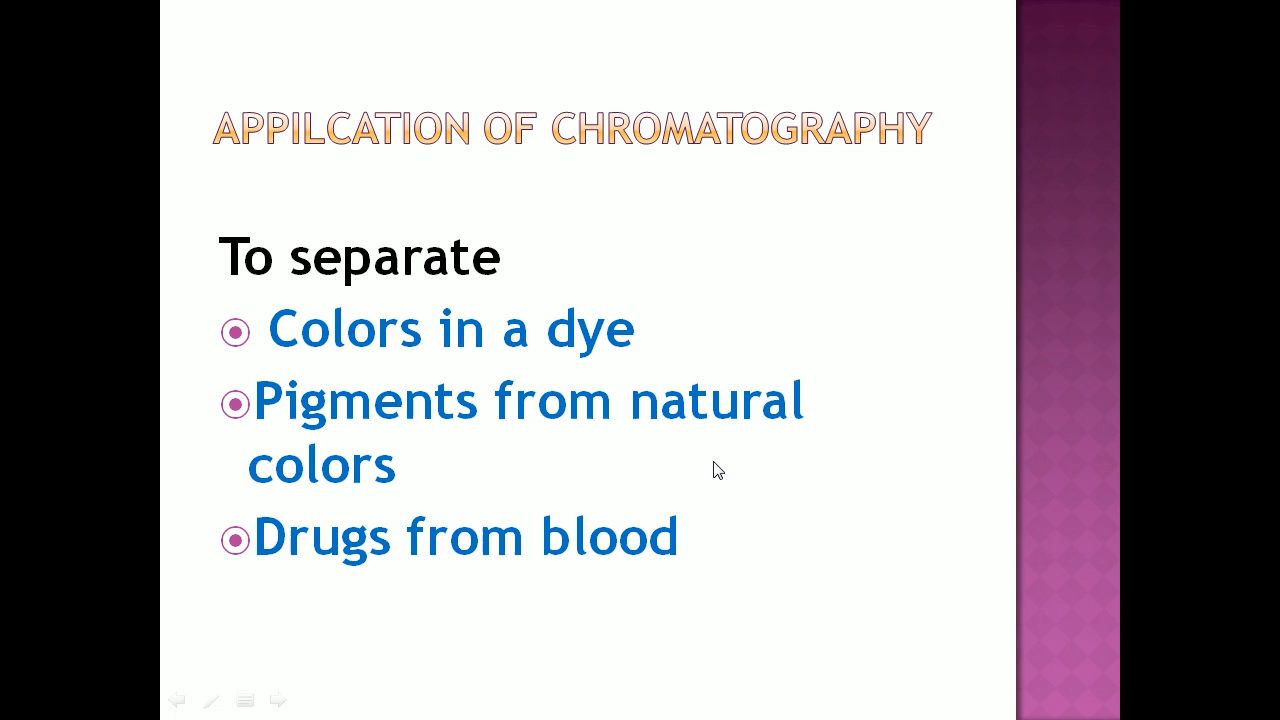 APPILCATION OF CHROMATOGRAPHY
To separate
Colors in a dye
Pigments from natural
colors
Drugs from blood